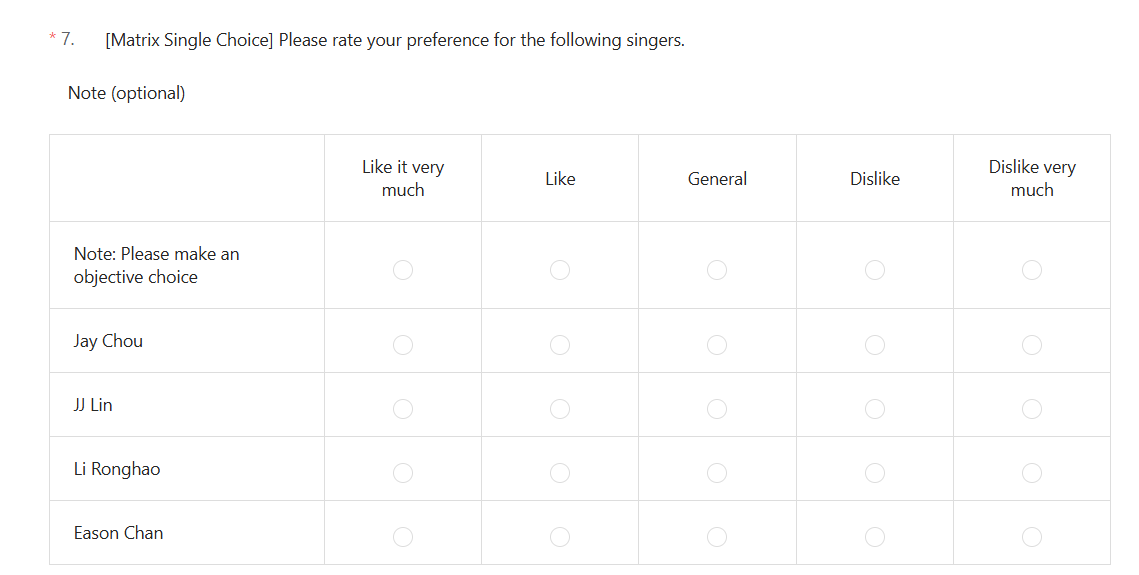 * 7. [Matrix Single Choice] Please rate your preference for the following singers.
Note (optional)
Like it very
much
Like
General
Dislike
Dislike very
much
Note: Please make an
objective choice
Jay Chou
JJ Lin
Li Ronghao
Eason Chan